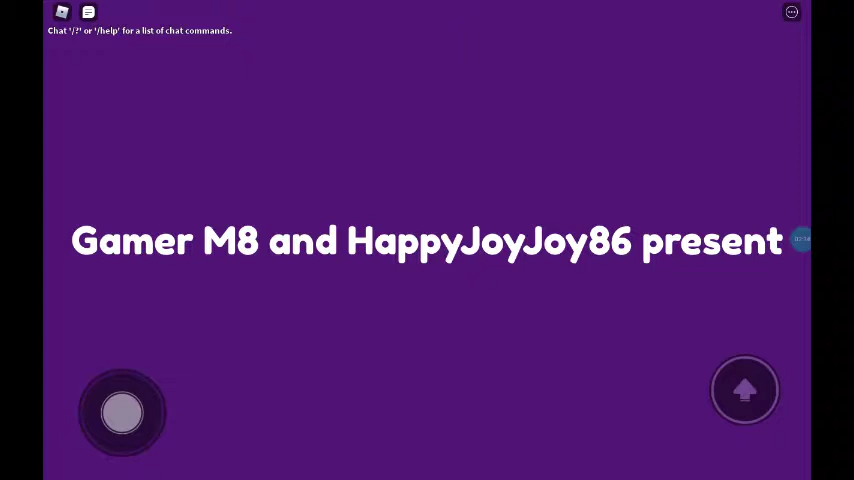 Chat '/?' or '/help' for a list of chat commands.
Gamer M8 and HappyJoyJoy86 present